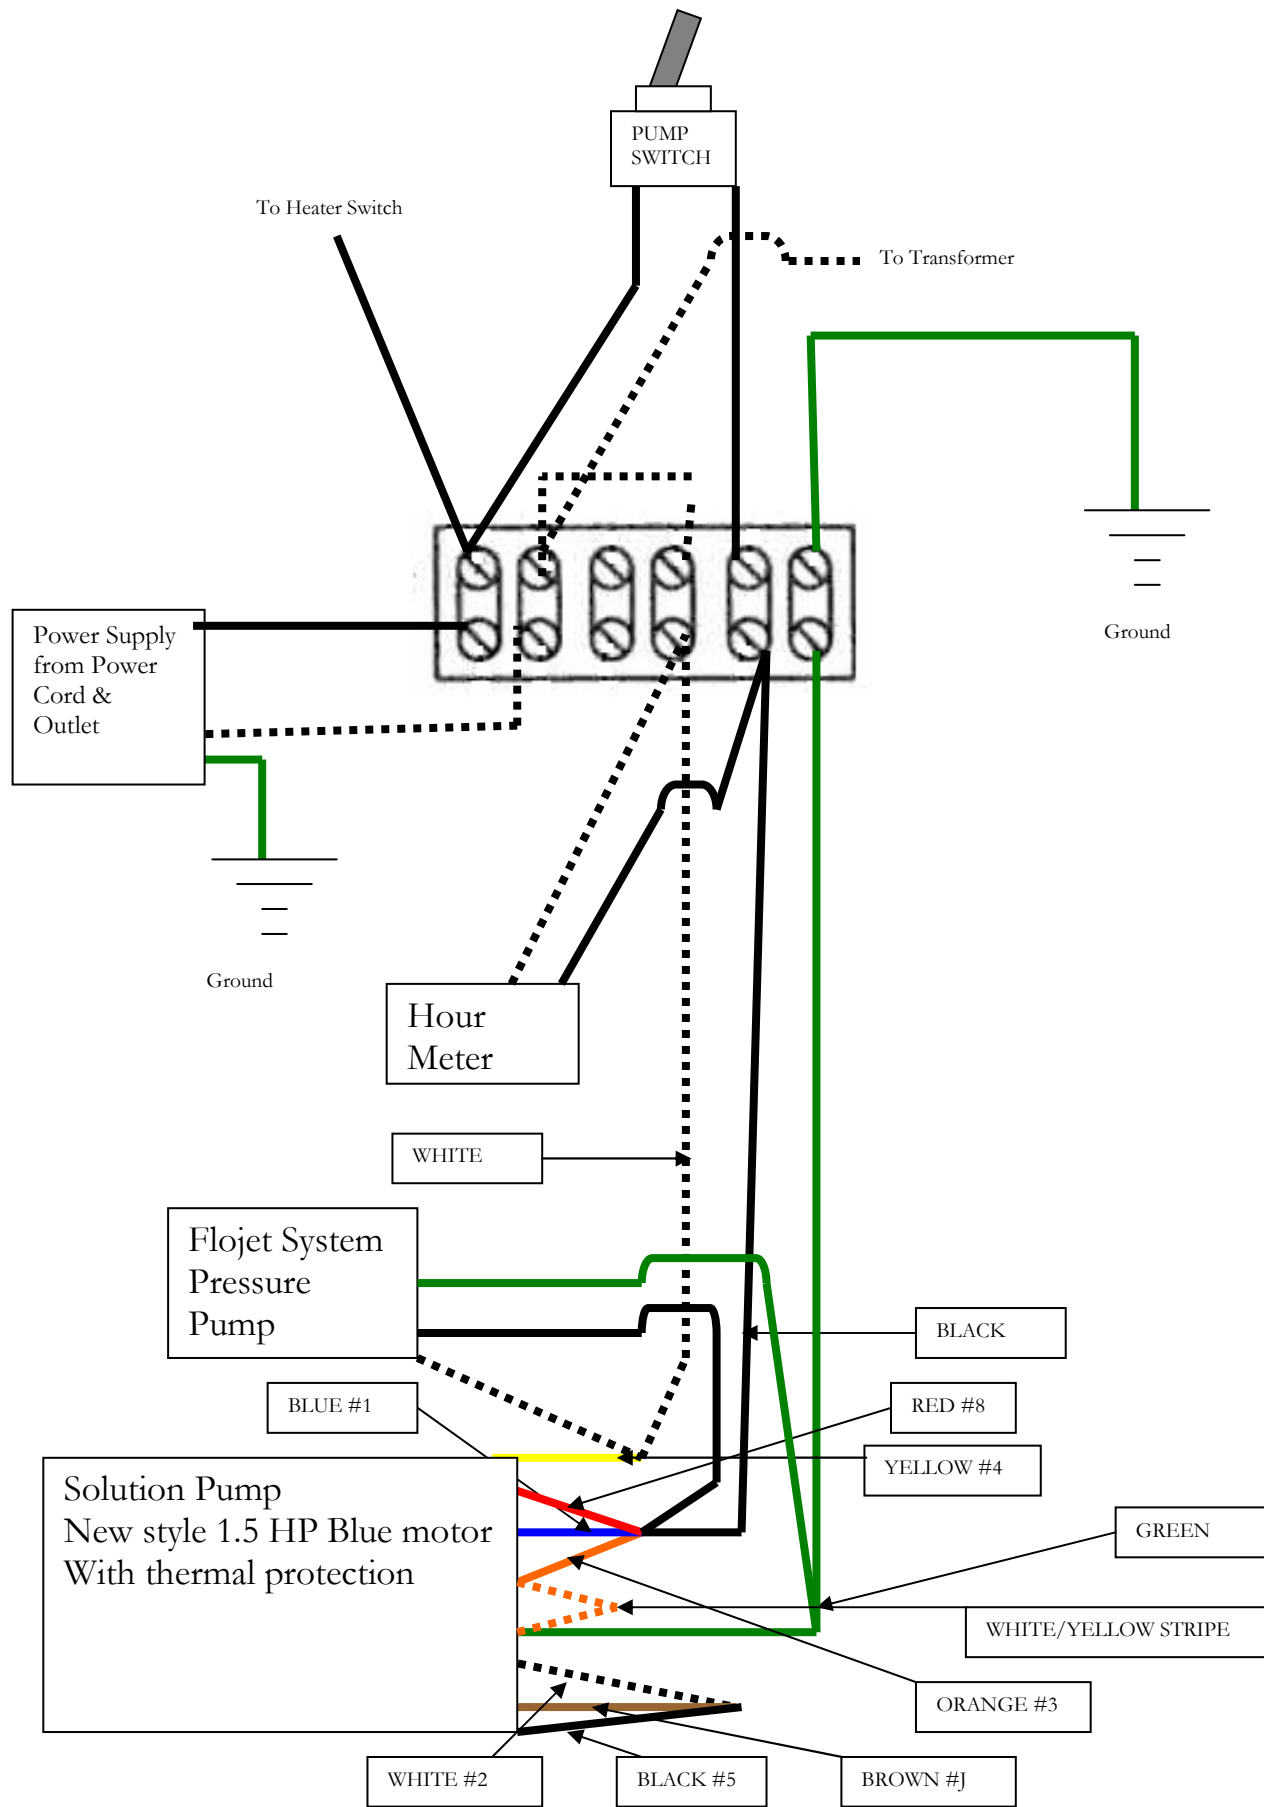 PUMP
SWITCH
To Heater Switch
To Transformer
Power Supply
from Power
Cord &
Outlet
Ground
Ground
Hour
Meter
WHITE
Flojet System
Pressure
Pump
BLACK
BLUE #1
RED #8
YELLOW #4
Solution Pump
New style 1.5 HP Blue motor
With thermal protection
GREEN
WHITE/YELLOW STRIPE
ORANGE #3
WHITE #2
BLACK #5
BROWN #J